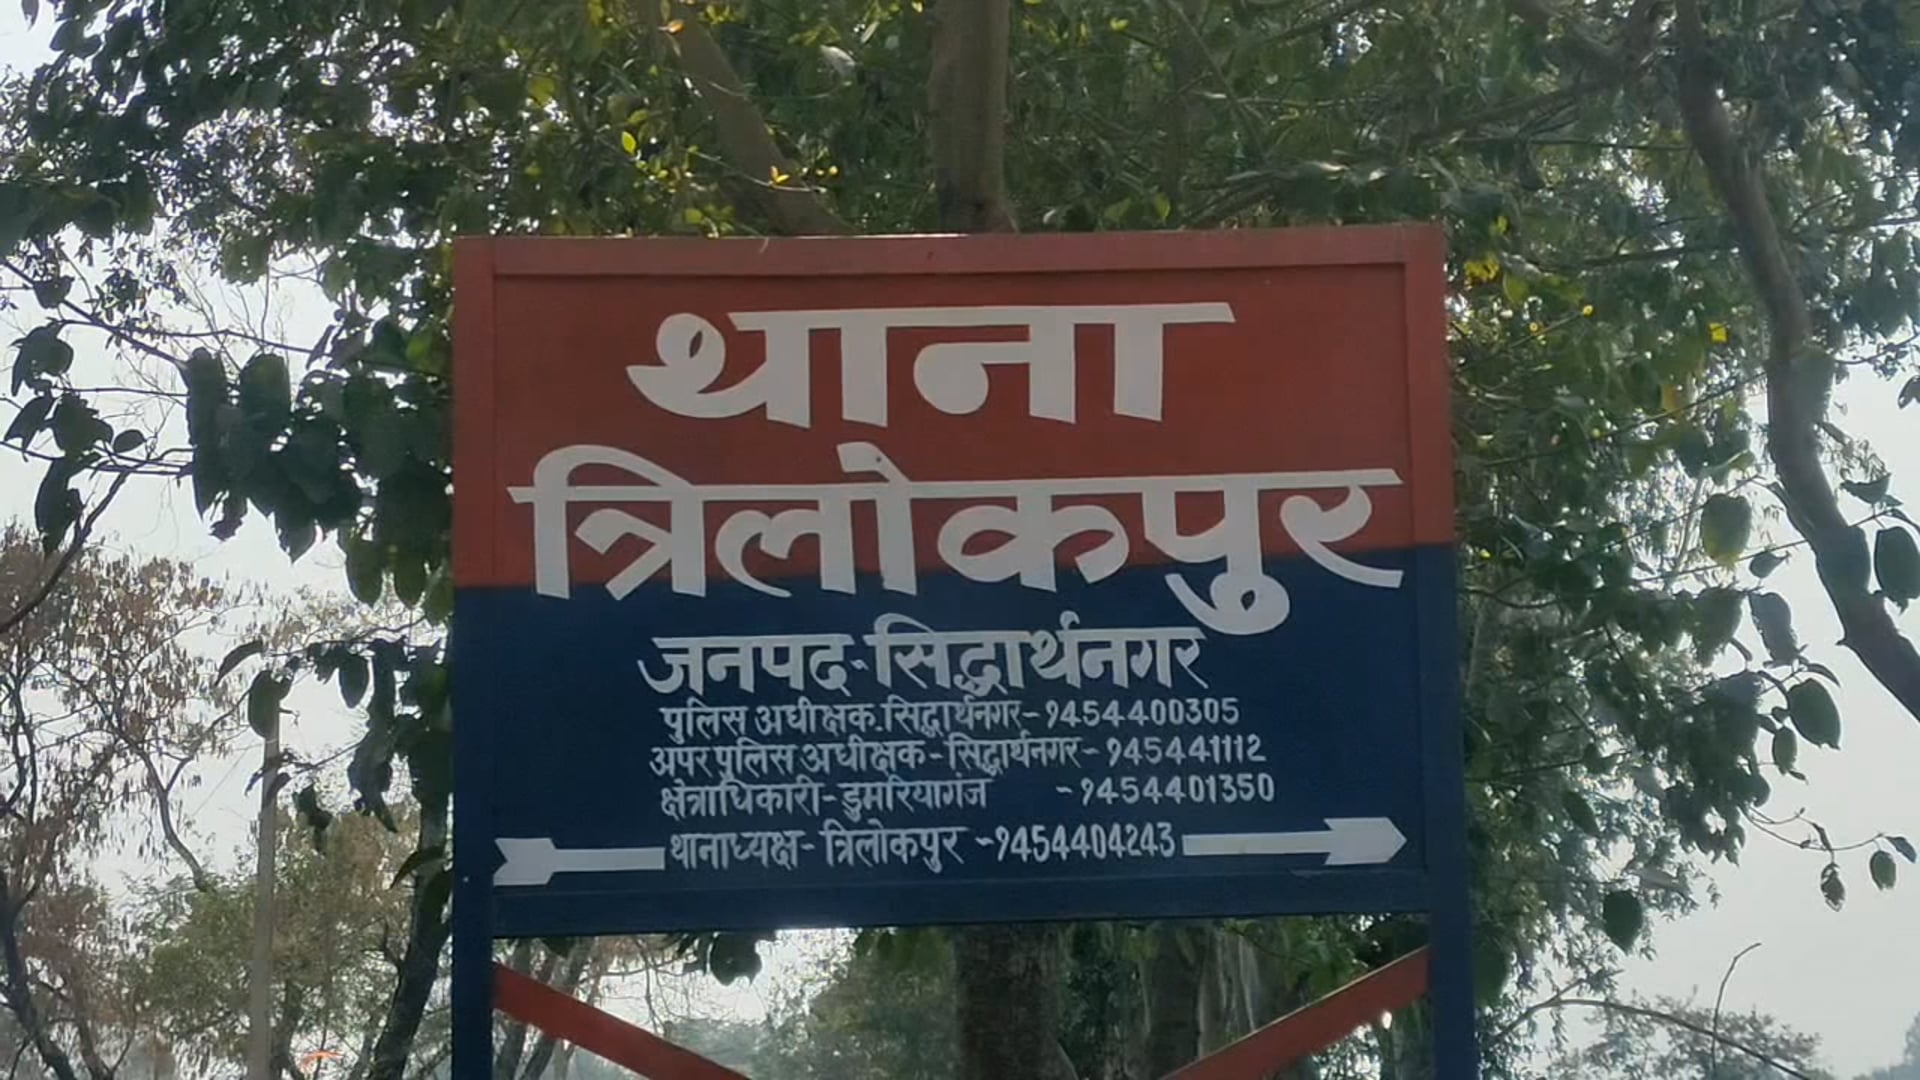 थाना
त्रिलोकपुर
जनपद-सिद्धार्थनगर
पुलिस अधीक्षक.सिद्धार्थनगर-9454400305
अपर पुलिस अधीक्षक-सिद्धार्थनगर-945441112
क्षेत्राधिकारी-डुमरियागंज -9454401350
थानाध्यक्ष-त्रिलोकपुर -9454404243